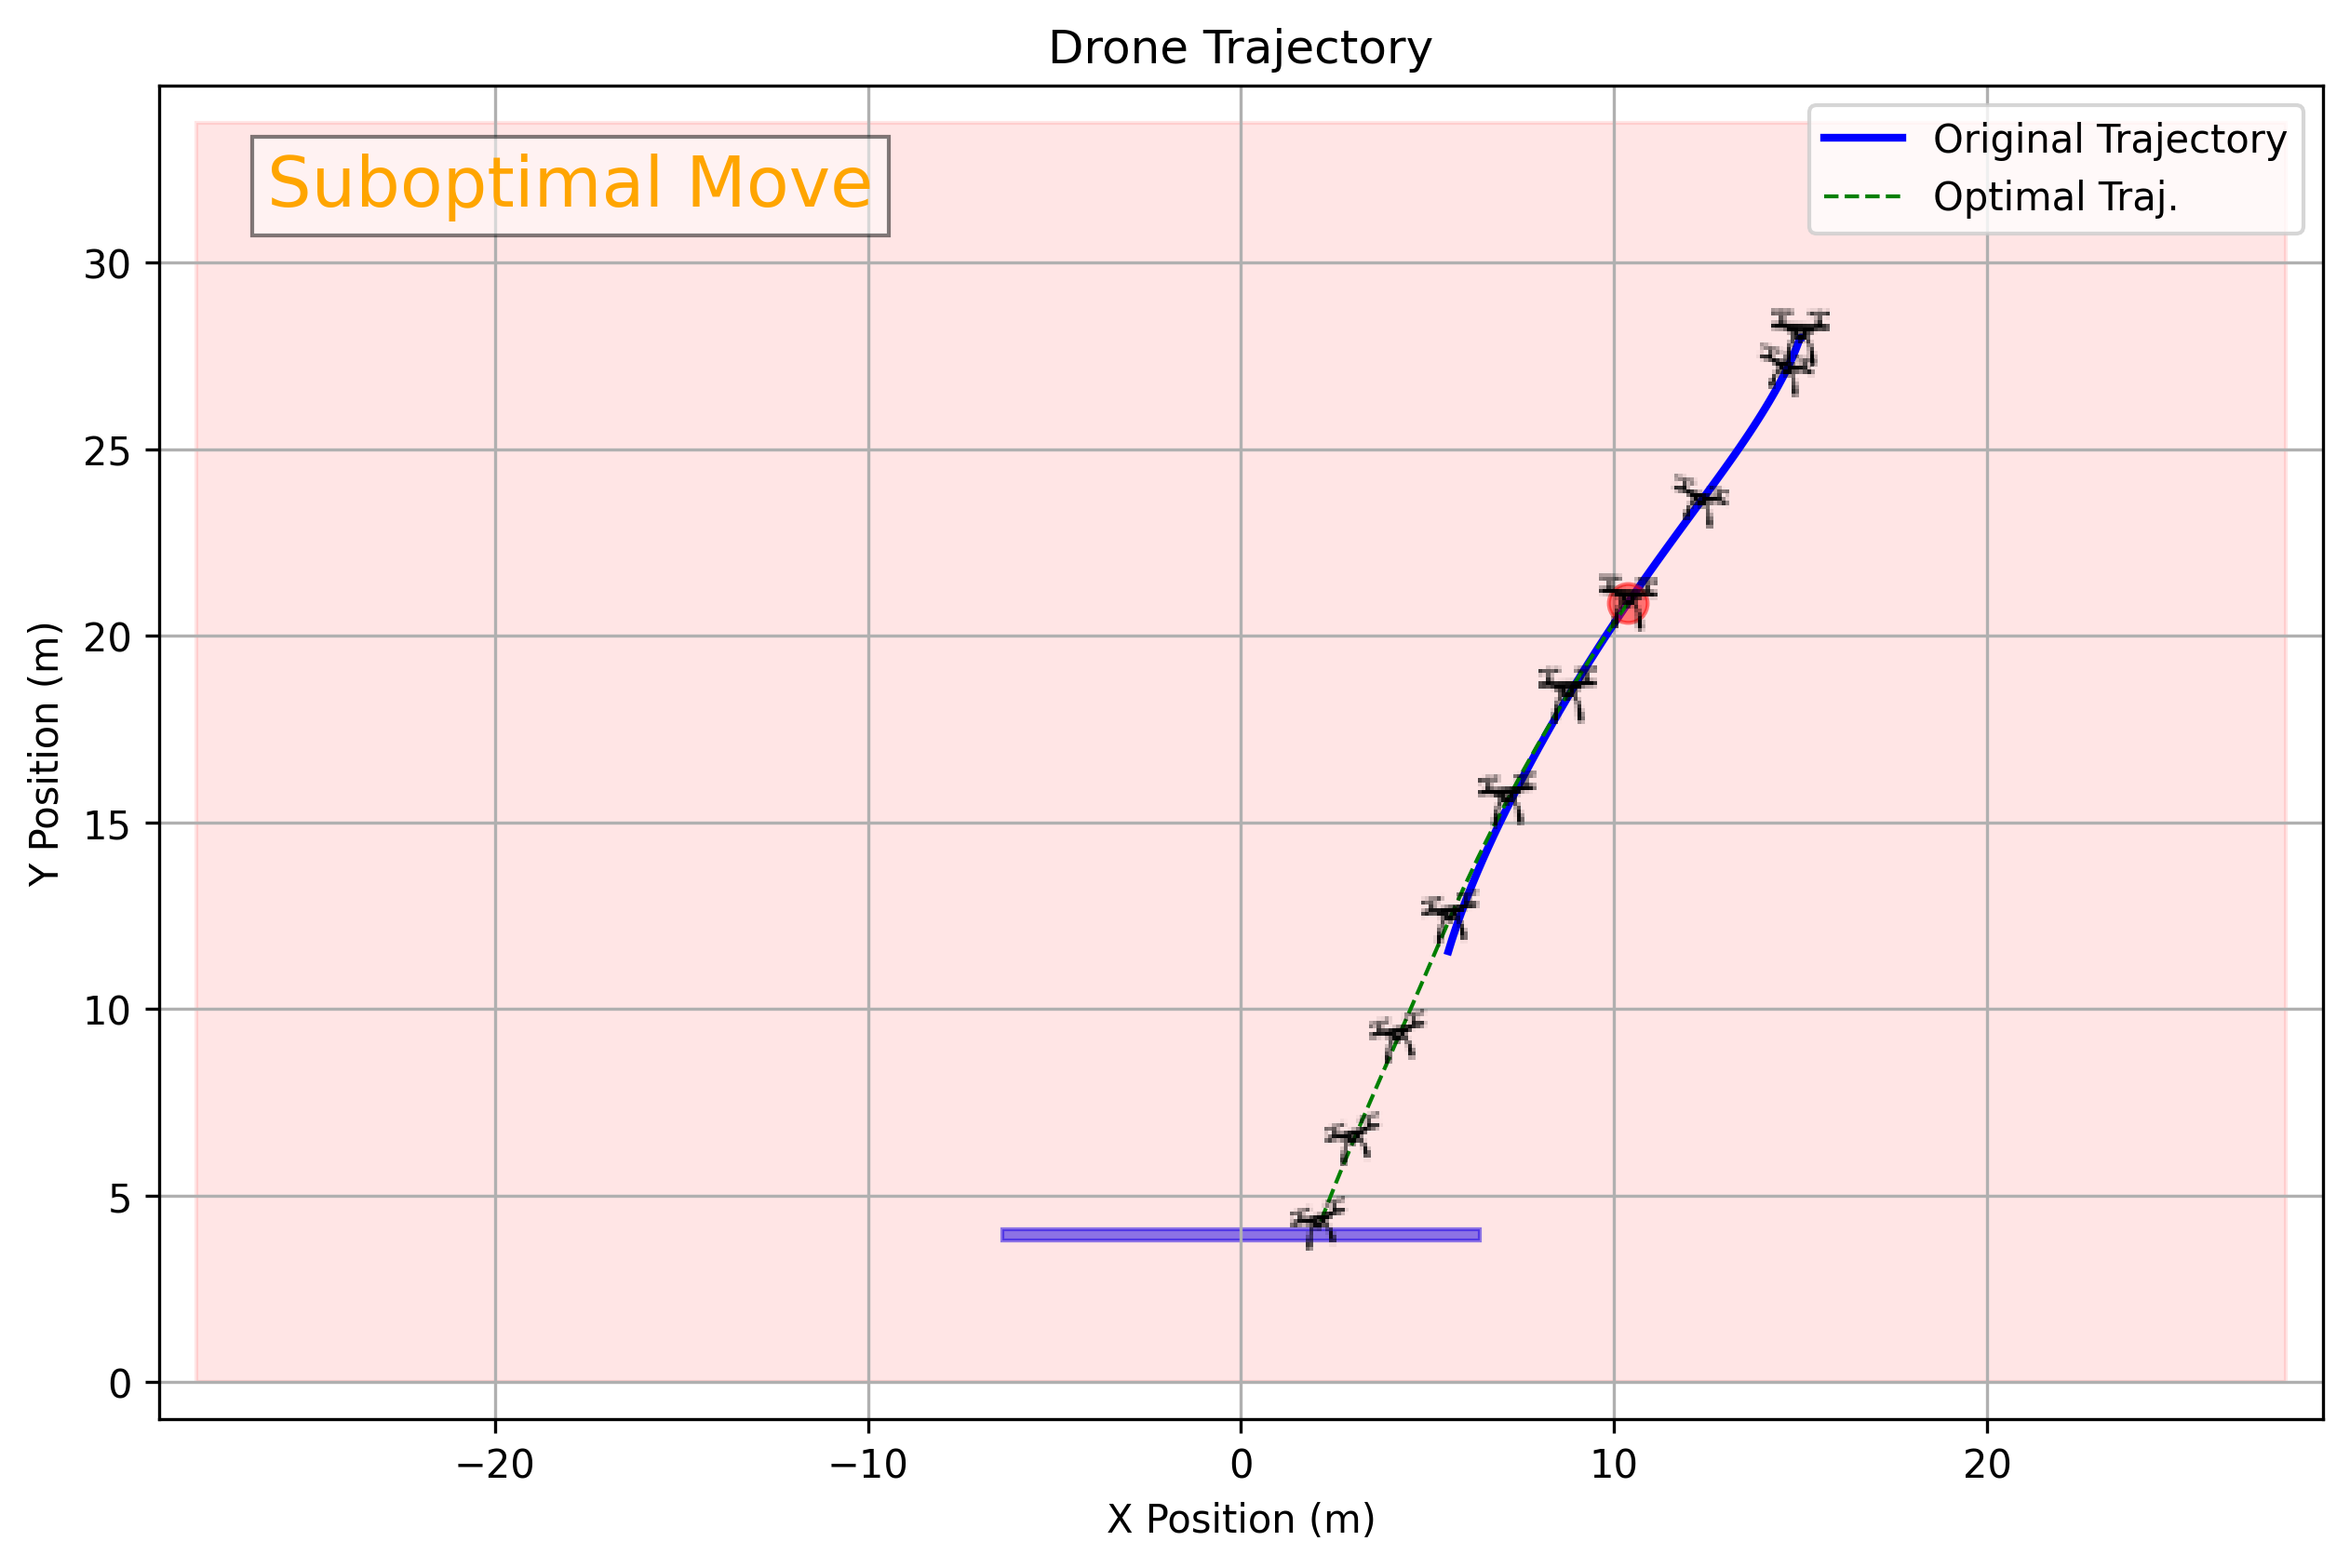 Drone Trajectory
Suboptimal Move
Original Trajectory
Optimal Traj.
Y Position (m)
30
25
20
15
10
5
0
−20
−10
0
10
20
X Position (m)